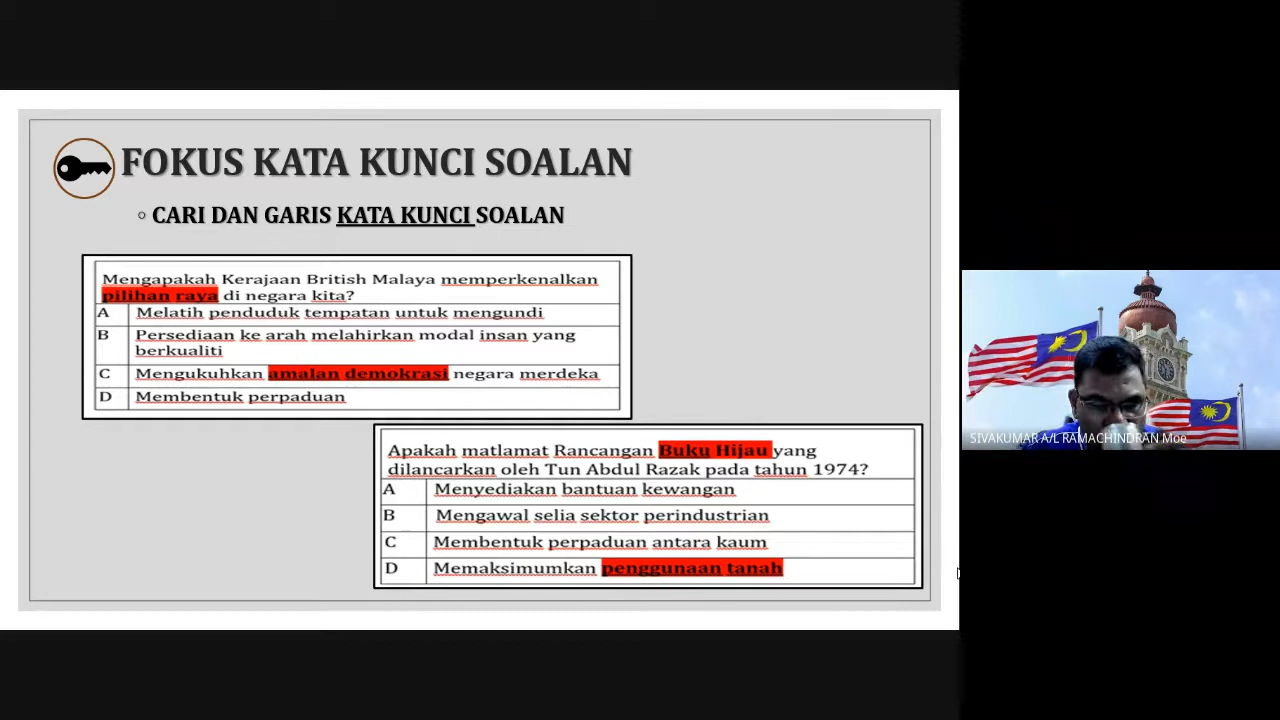 FOKUS KATA KUNCI SOALAN
◦ CARI DAN GARIS KATA KUNCI SOALAN
Mengapakah Kerajaan British Malaya memperkenalkan
pilihan raya di negara kita?
A Melatih penduduk tempatan untuk mengundi
B Persediaan ke arah melahirkan modal insan yang
berkualiti
C Mengukuhkan amalan demokrasi negara merdeka
D Membentuk perpaduan
Apakah matlamat Rancangan Buku Hijau yang
dilancarkan oleh Tun Abdul Razak pada tahun 1974?
A Menyediakan bantuan kewangan
B Mengawal selia sektor perindustrian
C Membentuk perpaduan antara kaum
D Memaksimumkan penggunaan tanah
SIVAKUMAR A/L RAMACHINDRAN Moe